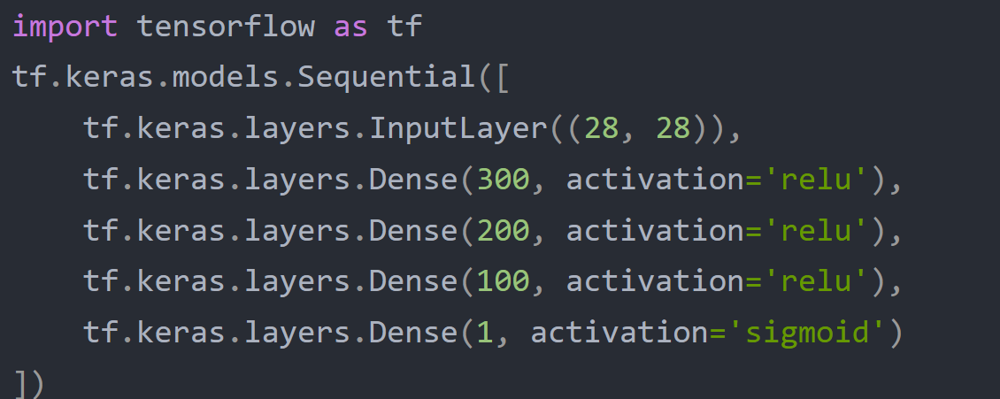 import tensorflow as tf
tf.keras.models.Sequential([
    tf.keras.layers.InputLayer((28, 28)),
    tf.keras.layers.Dense(300, activation='relu'),
    tf.keras.layers.Dense(200, activation='relu'),
    tf.keras.layers.Dense(100, activation='relu'),
    tf.keras.layers.Dense(1, activation='sigmoid')
])